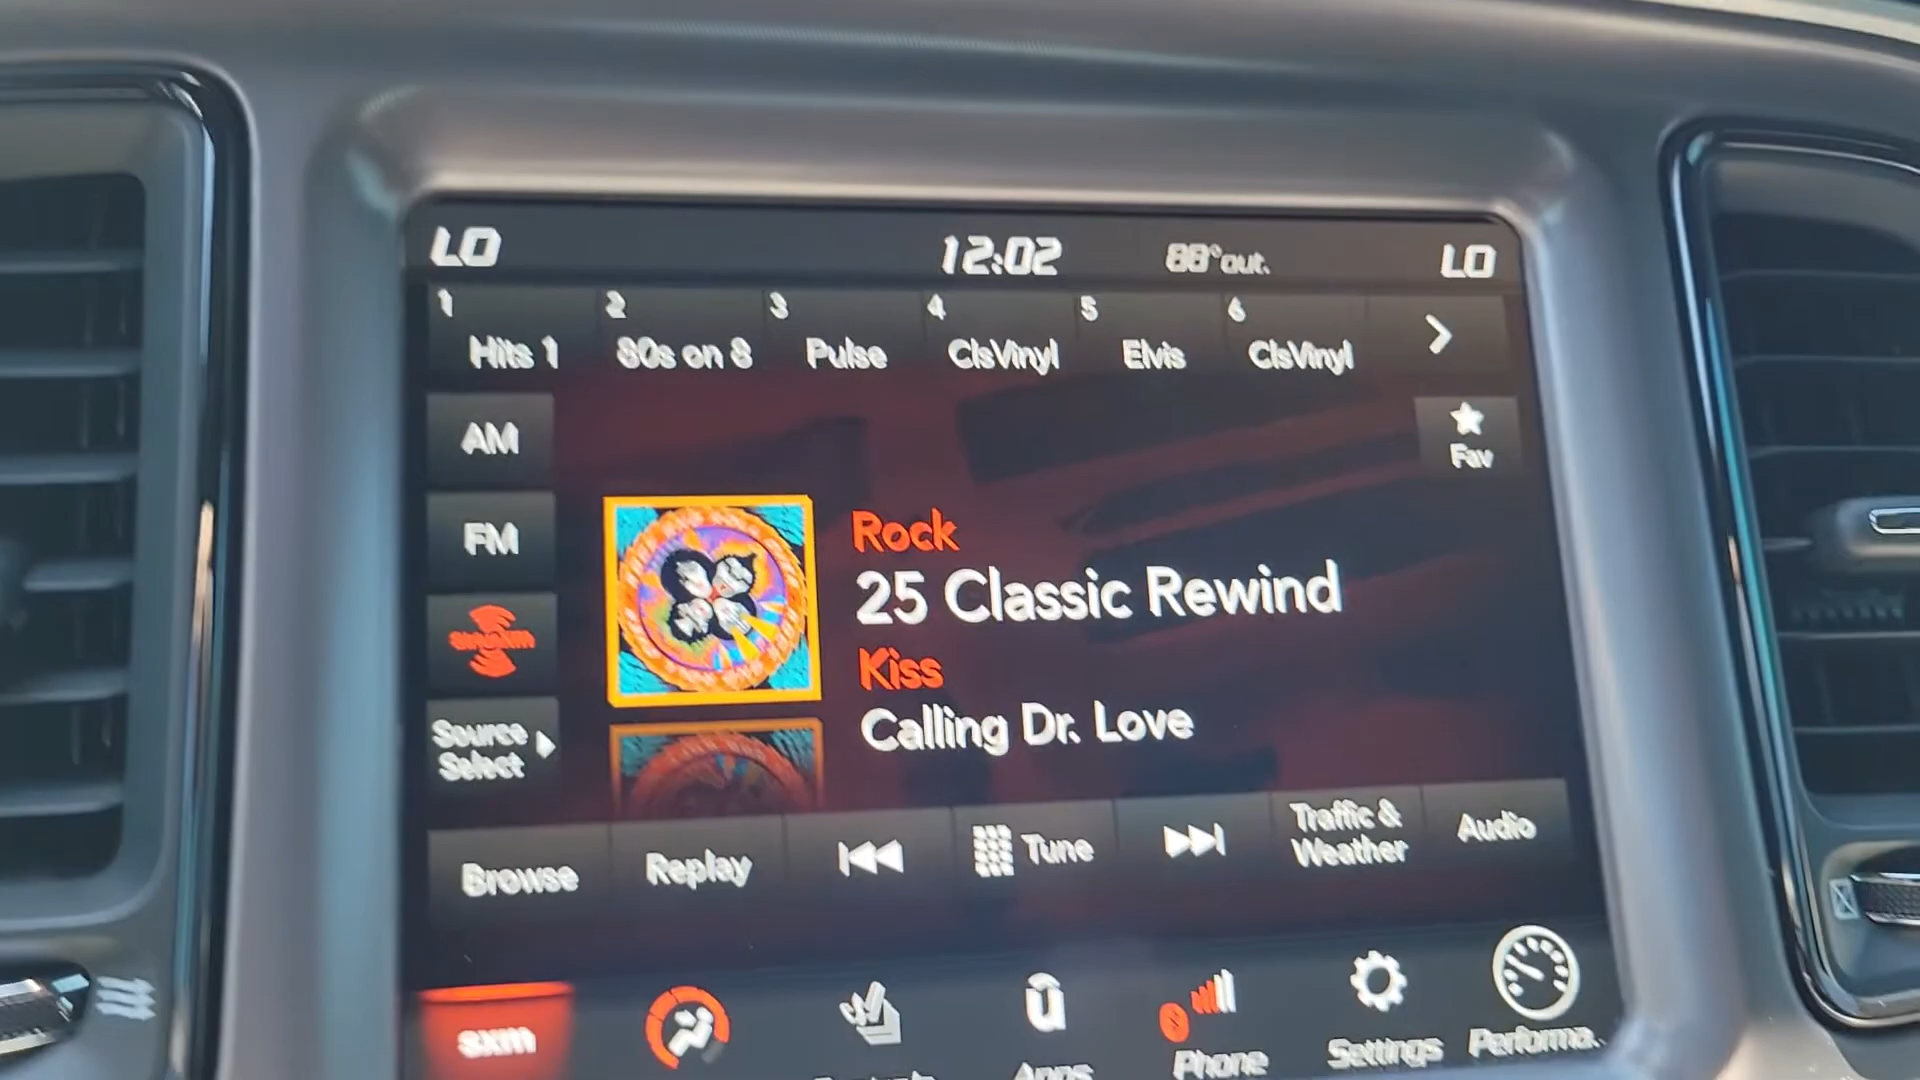 LO 12:02 88°out. LO
1 2 3 4 5 6
Hits 1 80s on 8 Pulse ClsVinyl Elvis ClsVinyl
AM
Fav
FM
Rock
25 Classic Rewind
siriusxm
Kiss
Calling Dr. Love
Source
Select
Browse Replay Tune Traffic &
Weather Audio
sxm
Apps
Phone
Settings
Performa..